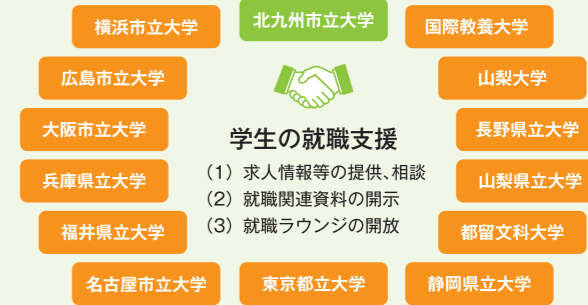 横浜市立大学
北九州市立大学
国際教養大学
広島市立大学
山梨大学
大阪市立大学
長野県立大学
兵庫県立大学
山梨県立大学
福井県立大学
都留文科大学
名古屋市立大学
東京都立大学
静岡県立大学
学生の就職支援
（1）求人情報等の提供、相談
（2）就職関連資料の開示
（3）就職ラウンジの開放